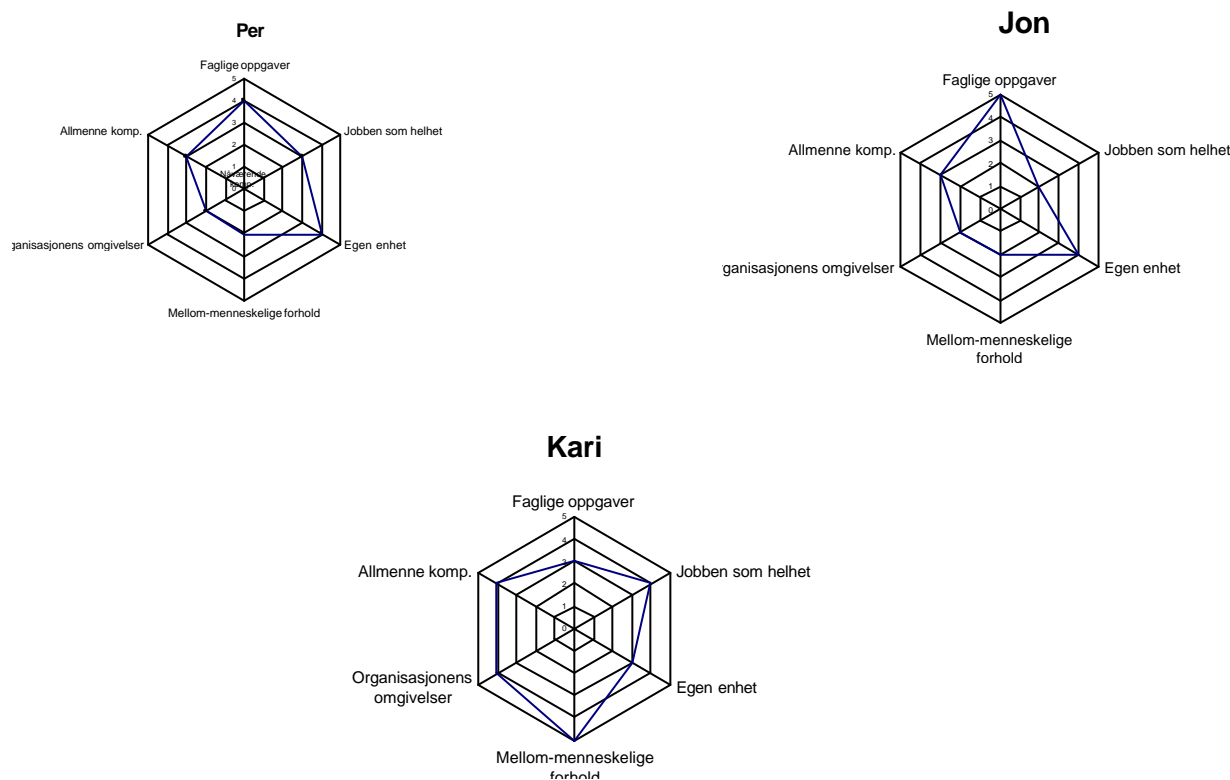 Per
Faglige oppgaver
5
4
3
2
1
0
Nåværende
komp.
Allmenne komp.
Jobben som helhet
ganisasjonens omgivelser
Egen enhet
Mellom-menneskelige forhold
Jon
Faglige oppgaver
5
4
3
2
1
0
Allmenne komp.
Jobben som helhet
ganisasjonens omgivelser
Egen enhet
Mellom-menneskelige
forhold
Kari
Faglige oppgaver
5
4
3
2
1
0
Allmenne komp.
Jobben som helhet
Organisasjonens
omgivelser
Egen enhet
Mellom-menneskelige
forhold